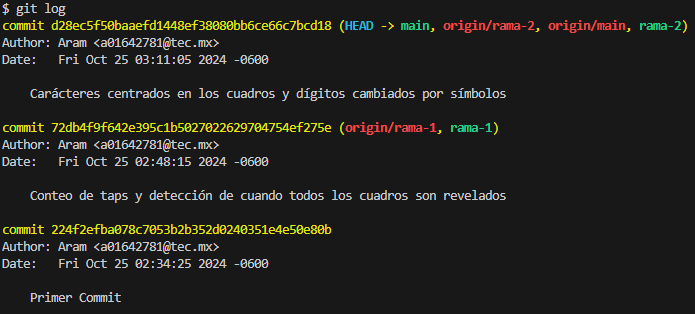 $ git log
commit d28ec5f50baaefd1448ef38080bb6ce66c7bcd18 (HEAD -> main, origin/rama-2, origin/main, rama-2)
Author: Aram <a01642781@tec.mx>
Date:   Fri Oct 25 03:11:05 2024 -0600
    Carácteres centrados en los cuadros y dígitos cambiados por símbolos
commit 72db4f9f642e395c1b5027022629704754ef275e (origin/rama-1, rama-1)
Author: Aram <a01642781@tec.mx>
Date:   Fri Oct 25 02:48:15 2024 -0600
    Conteo de taps y detección de cuando todos los cuadros son revelados
commit 224f2efba078c7053b2b352d0240351e4e50e80b
Author: Aram <a01642781@tec.mx>
Date:   Fri Oct 25 02:34:25 2024 -0600
    Primer Commit